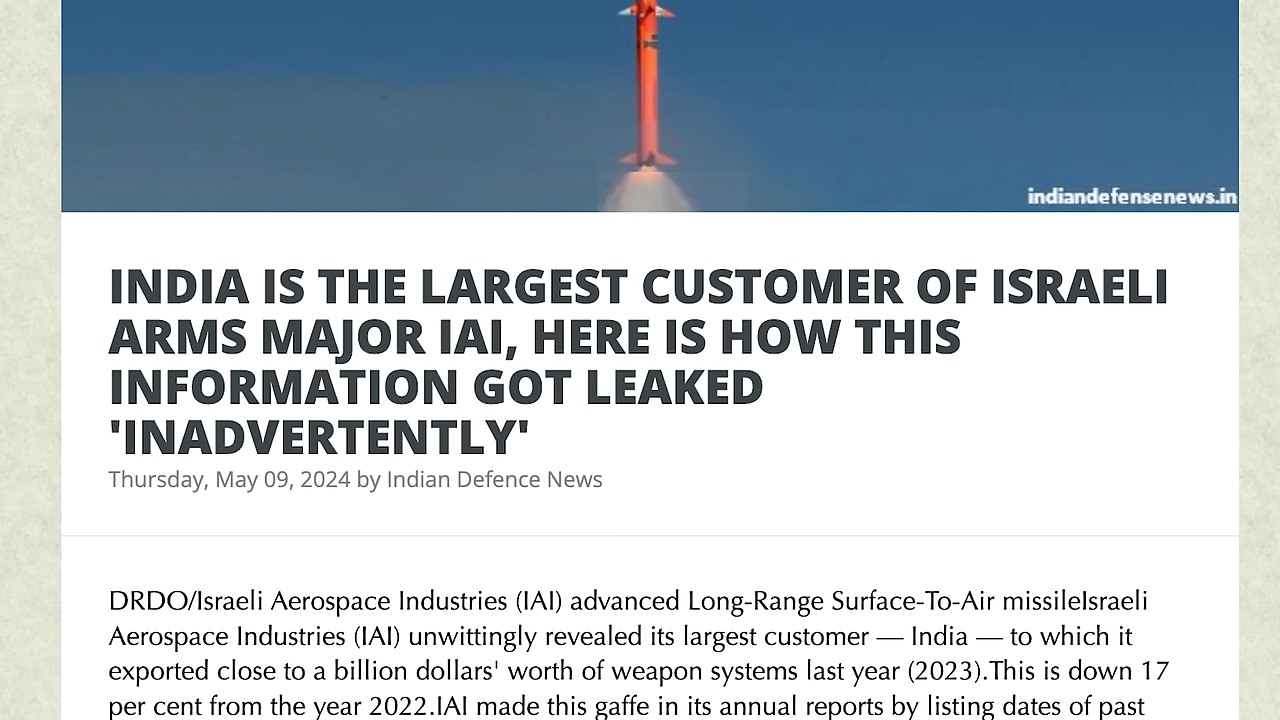 indiandefensenews.in
INDIA IS THE LARGEST CUSTOMER OF ISRAELI
ARMS MAJOR IAI, HERE IS HOW THIS
INFORMATION GOT LEAKED
'INADVERTENTLY'
Thursday, May 09, 2024 by Indian Defence News
DRDO/Israeli Aerospace Industries (IAI) advanced Long-Range Surface-To-Air missileIsraeli
Aerospace Industries (IAI) unwittingly revealed its largest customer — India — to which it
exported close to a billion dollars' worth of weapon systems last year (2023).This is down 17
per cent from the year 2022.IAI made this gaffe in its annual reports by listing dates of past